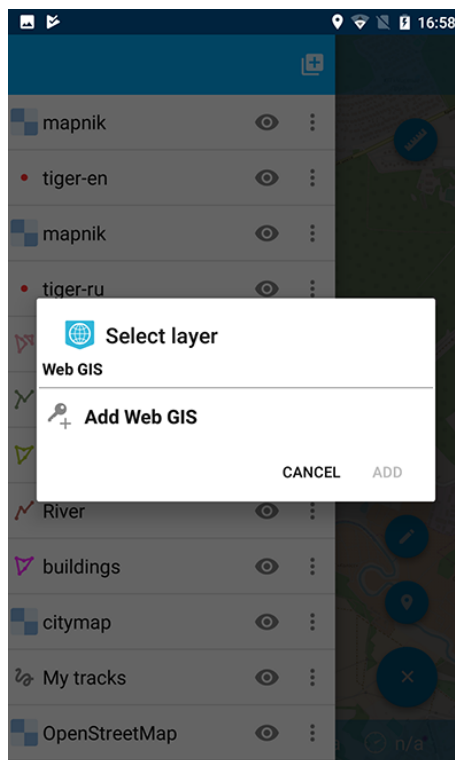 16:58
mapnik
tiger-en
mapnik
tiger-ru
Select layer
Web GIS
Add Web GIS
CANCEL ADD
River
buildings
citymap
My tracks
OpenStreetMap
n/a